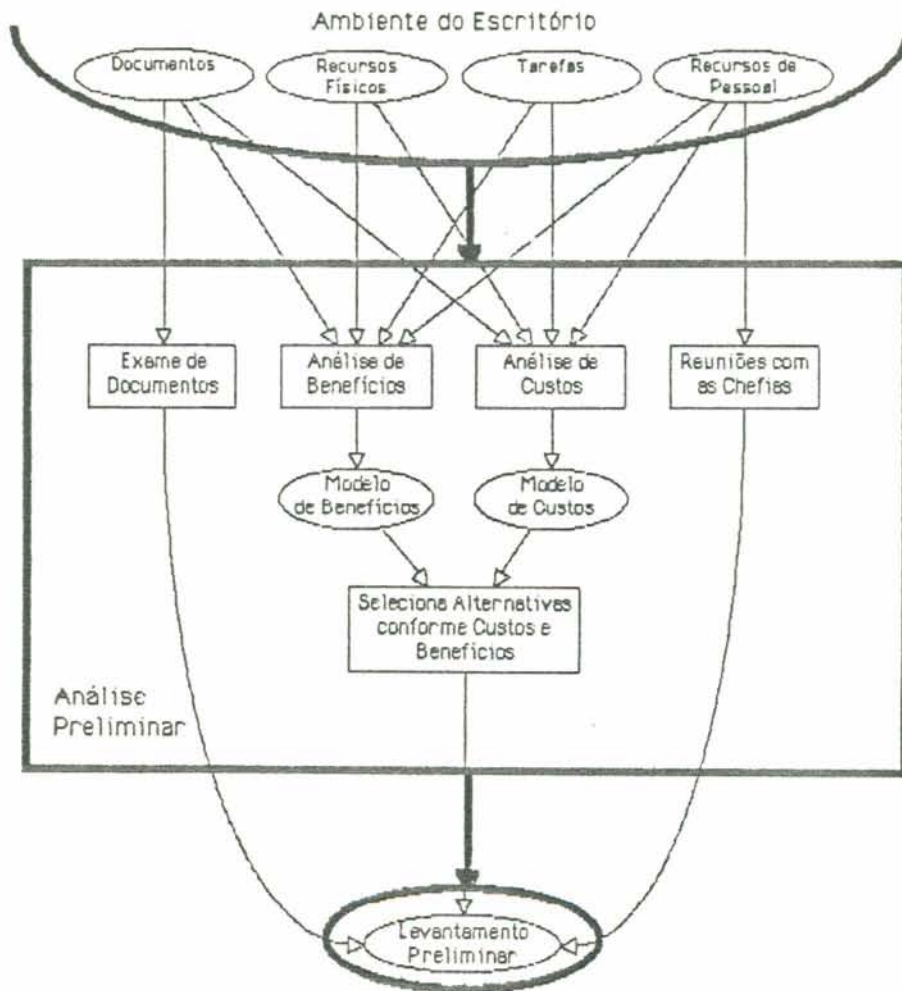 Ambiente do Escritório
Documentos
Recursos
Físicos
Tarefas
Recursos de
Pessoal
Exame de
Documentos
Análise de
Benefícios
Análise de
Custos
Reuniões com
as Chefias
Modelo
de Benefícios
Modelo
de Custos
Seleciona Alternativas
conforme Custos e
Benefícios
Análise
Preliminar
Levantamento
Preliminar